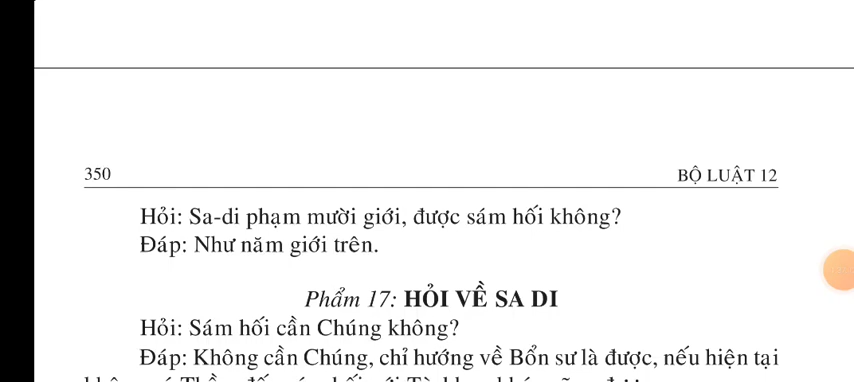 350
BỘ LUẬT 12
Hỏi: Sa-di phạm mười giới, được sám hối không?
Đáp: Như năm giới trên.
Phẩm 17: HỎI VỀ SA DI
Hỏi: Sám hối cần Chúng không?
Đáp: Không cần Chúng, chỉ hướng về Bổn sư là được, nếu hiện tại